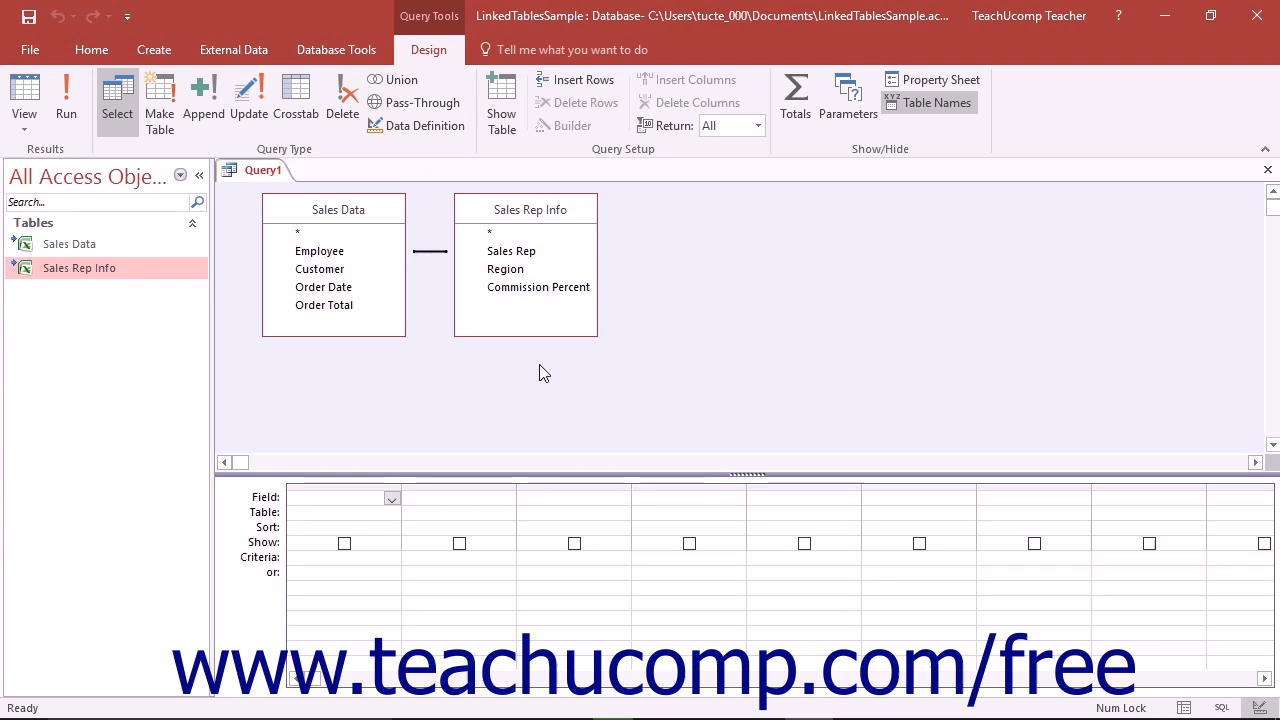 Query Tools
LinkedTablesSample : Database- C:\Users\tucte_000\Documents\LinkedTablesSample.ac...
TeachUcomp Teacher
?
File
Home
Create
External Data
Database Tools
Design
Tell me what you want to do
View
Run
Select
Make Table
Append
Update
Crosstab
Delete
Union
Pass-Through
Data Definition
Show Table
Insert Rows
Delete Rows
Builder
Insert Columns
Delete Columns
Return: All
Totals
Parameters
Property Sheet
Table Names
Results
Query Type
Query Setup
Show/Hide
All Access Obje...
Search...
Tables
Sales Data
Sales Rep Info
Query1
Sales Data
*
Employee
Customer
Order Date
Order Total
Sales Rep Info
*
Sales Rep
Region
Commission Percent
Field:
Table:
Sort:
Show:
Criteria:
or:
www.teachucomp.com/free
Ready
Num Lock
SQL